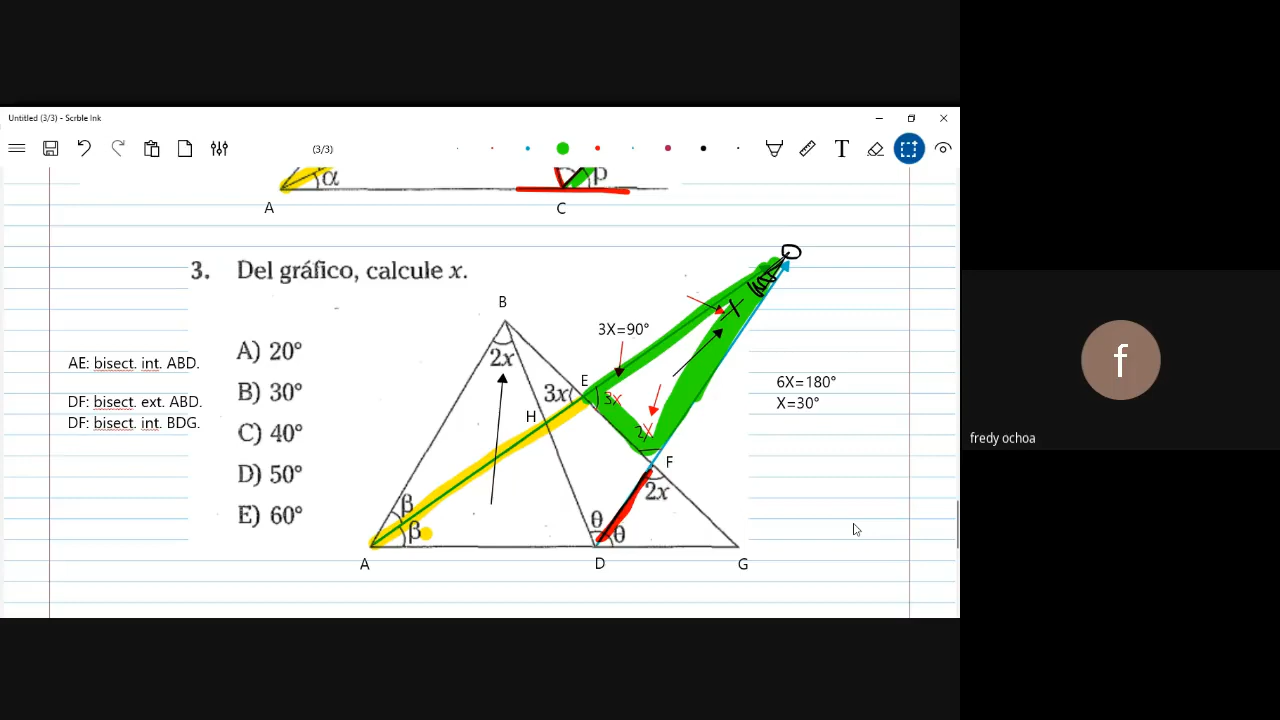 Untitled (3/3) - Scrble Ink
(3/3)
T
α
β
A
C
3. Del gráfico, calcule x.
A) 20°
B) 30°
C) 40°
D) 50°
E) 60°
AE: bisect. int. ABD.
DF: bisect. ext. ABD.
DF: bisect. int. BDG.
B
2x
3X=90°
X
E
3x
3x
H
2X
F
2x
β
β
θ
θ
A
D
G
6X=180°
X=30°
f
fredy ochoa